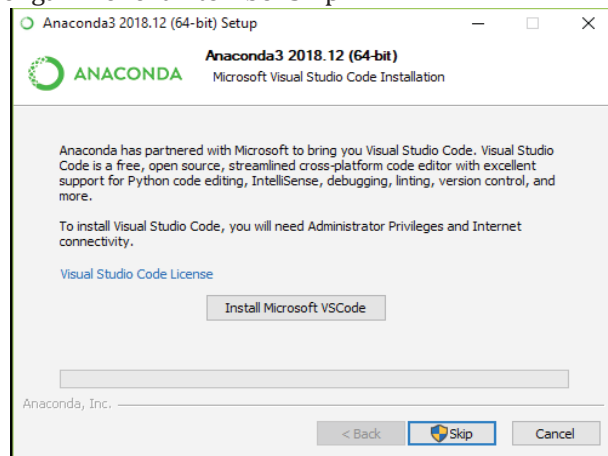 Anaconda3 2018.12 (64-bit) Setup
Anaconda3 2018.12 (64-bit)
ANACONDA
Microsoft Visual Studio Code Installation
Anaconda has partnered with Microsoft to bring you Visual Studio Code. Visual Studio
Code is a free, open source, streamlined cross-platform code editor with excellent
support for Python code editing, IntelliSense, debugging, linting, version control, and
more.
To install Visual Studio Code, you will need Administrator Privileges and Internet
connectivity.
Visual Studio Code License
Install Microsoft VSCode
Anaconda, Inc.
< Back
Skip
Cancel